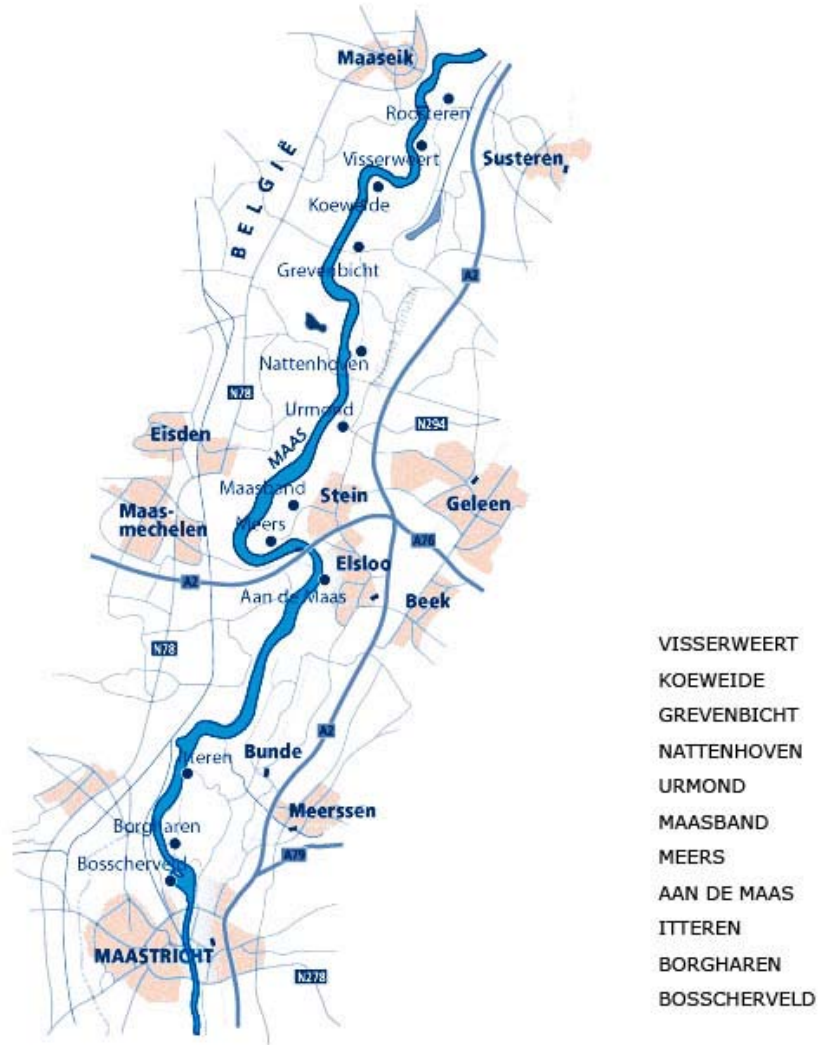 Maaseik
Roosteren
BELGIË
Visserweert
Susteren
Koeweide
Grevenbicht
A2
Nattenhoven
N78
Urmond
N294
Eisden
MAAS
Maasband
Stein
Geleen
Maas-
mechelen
Meers
A76
Elsloo
A2
Aan de Maas
Beek
N78
A2
Itteren
Bunde
Meerssen
Borgharen
A79
Bosscherveld
MAASTRICHT
N278
VISSERWEERT
KOEWEIDE
GREVENBICHT
NATTENHOVEN
URMOND
MAASBAND
MEERS
AAN DE MAAS
ITTEREN
BORGHAREN
BOSSCHERVELD